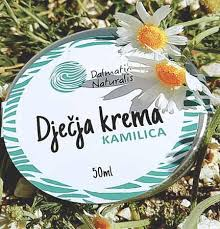 Dalmatia
Naturalis
Dječja krema
KAMILICA
50ml